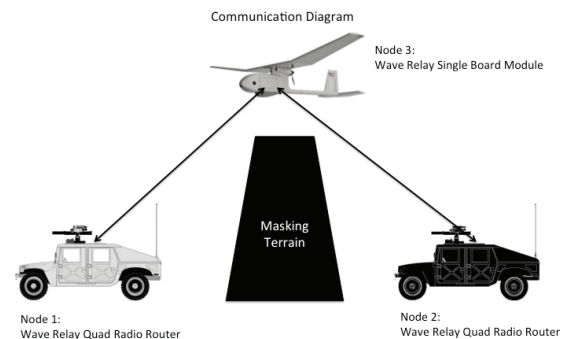 Communication Diagram
Node 3:
Wave Relay Single Board Module
Masking
Terrain
Node 1:
Wave Relay Quad Radio Router
Node 2:
Wave Relay Quad Radio Router